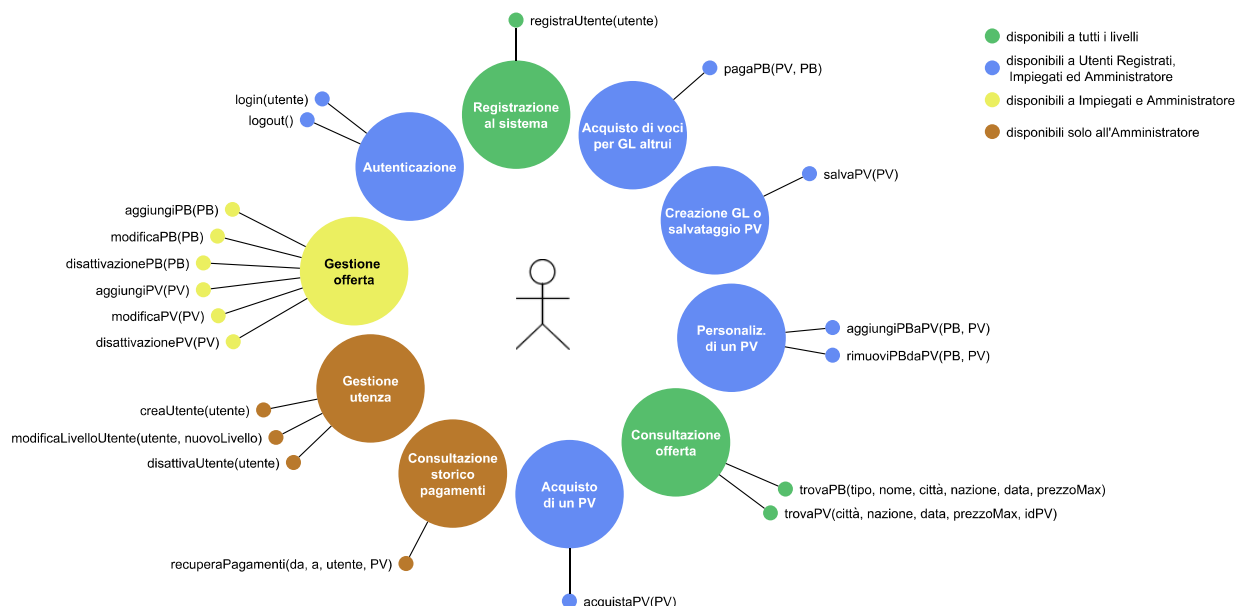 registraUtente(utente)
disponibili a tutti i livelli
disponibili a Utenti Registrati,
Impiegati ed Amministratore
disponibili a Impiegati e Amministratore
disponibili solo all'Amministratore
pagaPB(PV, PB)
login(utente)
logout()
Registrazione
al sistema
Acquisto di voci
per GL altrui
Autenticazione
salvaPV(PV)
Creazione GL o
salvataggio PV
aggiungiPB(PB)
modificaPB(PB)
disattivazionePB(PB)
aggiungiPV(PV)
modificaPV(PV)
disattivazionePV(PV)
Gestione
offerta
Personaliz.
di un PV
aggiungiPBaPV(PB, PV)
rimuoviPBdaPV(PB, PV)
Gestione
utenza
creaUtente(utente)
modificaLivelloUtente(utente, nuovoLivello)
disattivaUtente(utente)
Consultazione
offerta
trovaPB(tipo, nome, città, nazione, data, prezzoMax)
trovaPV(città, nazione, data, prezzoMax, idPV)
Consultazione
storico
pagamenti
Acquisto
di un PV
recuperaPagamenti(da, a, utente, PV)
acquistaPV(PV)